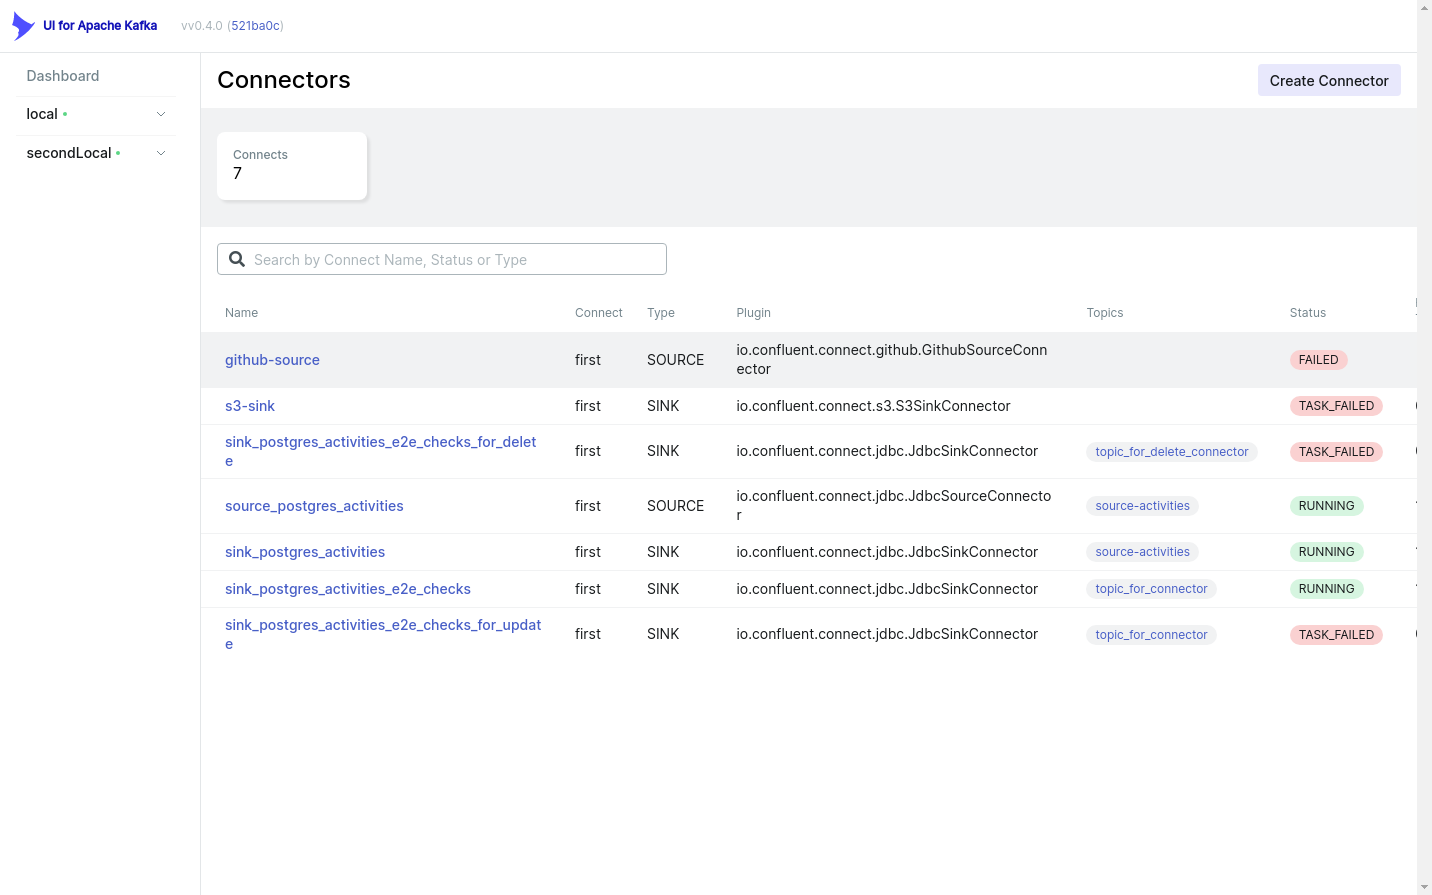 UI for Apache Kafka vv0.4.0 (521ba0c)
Dashboard
local
secondLocal
Connectors
Create Connector
Connects
7
Search by Connect Name, Status or Type
Name Connect Type Plugin Topics Status
github-source first SOURCE io.confluent.connect.github.GithubSourceConn
ector FAILED
s3-sink first SINK io.confluent.connect.s3.S3SinkConnector TASK_FAILED
sink_postgres_activities_e2e_checks_for_delet
e first SINK io.confluent.connect.jdbc.JdbcSinkConnector topic_for_delete_connector TASK_FAILED
source_postgres_activities first SOURCE io.confluent.connect.jdbc.JdbcSourceConnecto
r source-activities RUNNING
sink_postgres_activities first SINK io.confluent.connect.jdbc.JdbcSinkConnector source-activities RUNNING
sink_postgres_activities_e2e_checks first SINK io.confluent.connect.jdbc.JdbcSinkConnector topic_for_connector RUNNING
sink_postgres_activities_e2e_checks_for_updat
e first SINK io.confluent.connect.jdbc.JdbcSinkConnector topic_for_connector TASK_FAILED